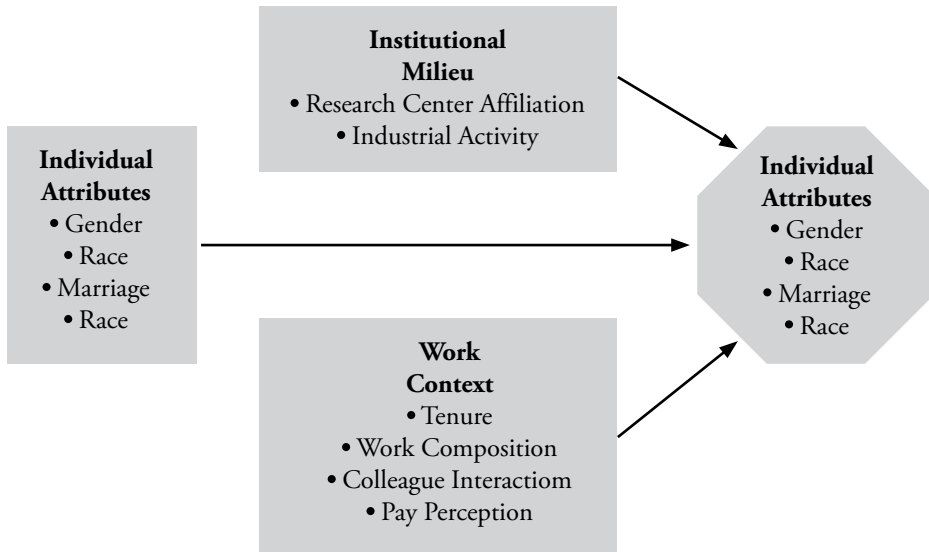 Institutional
Milieu
• Research Center Affiliation
• Industrial Activity
Individual
Attributes
• Gender
• Race
• Marriage
• Race
Work
Context
• Tenure
• Work Composition
• Colleague Interactiom
• Pay Perception
Individual
Attributes
• Gender
• Race
• Marriage
• Race